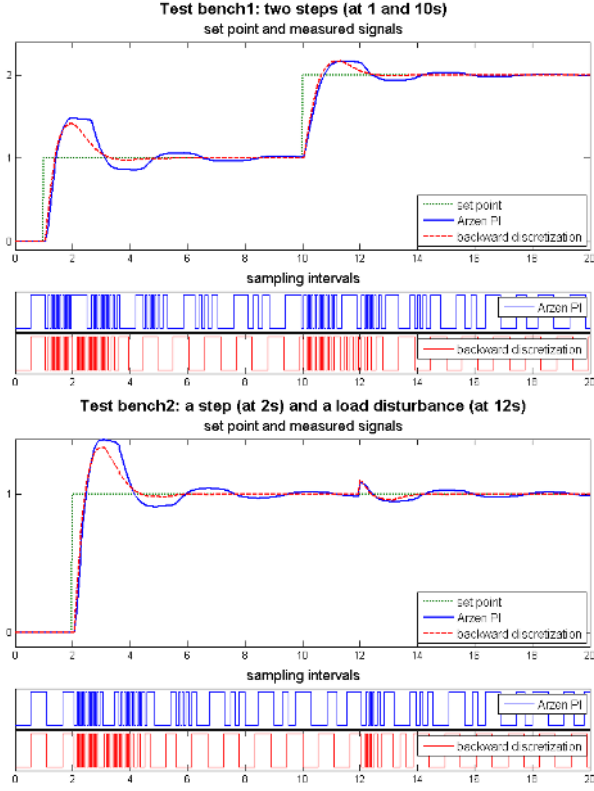 Test bench1: two steps (at 1 and 10s)
set point and measured signals
2
1
0
set point
Arzen PI
backward discretization
0 2 4 6 8 10 12 14 16 18 20
sampling intervals
Arzen PI
backward discretization
0 2 4 6 8 10 12 14 16 18 20
Test bench2: a step (at 2s) and a load disturbance (at 12s)
set point and measured signals
1
0
set point
Arzen PI
backward discretization
0 2 4 6 8 10 12 14 16 18 20
sampling intervals
Arzen PI
backward discretization
0 2 4 6 8 10 12 14 16 18 20